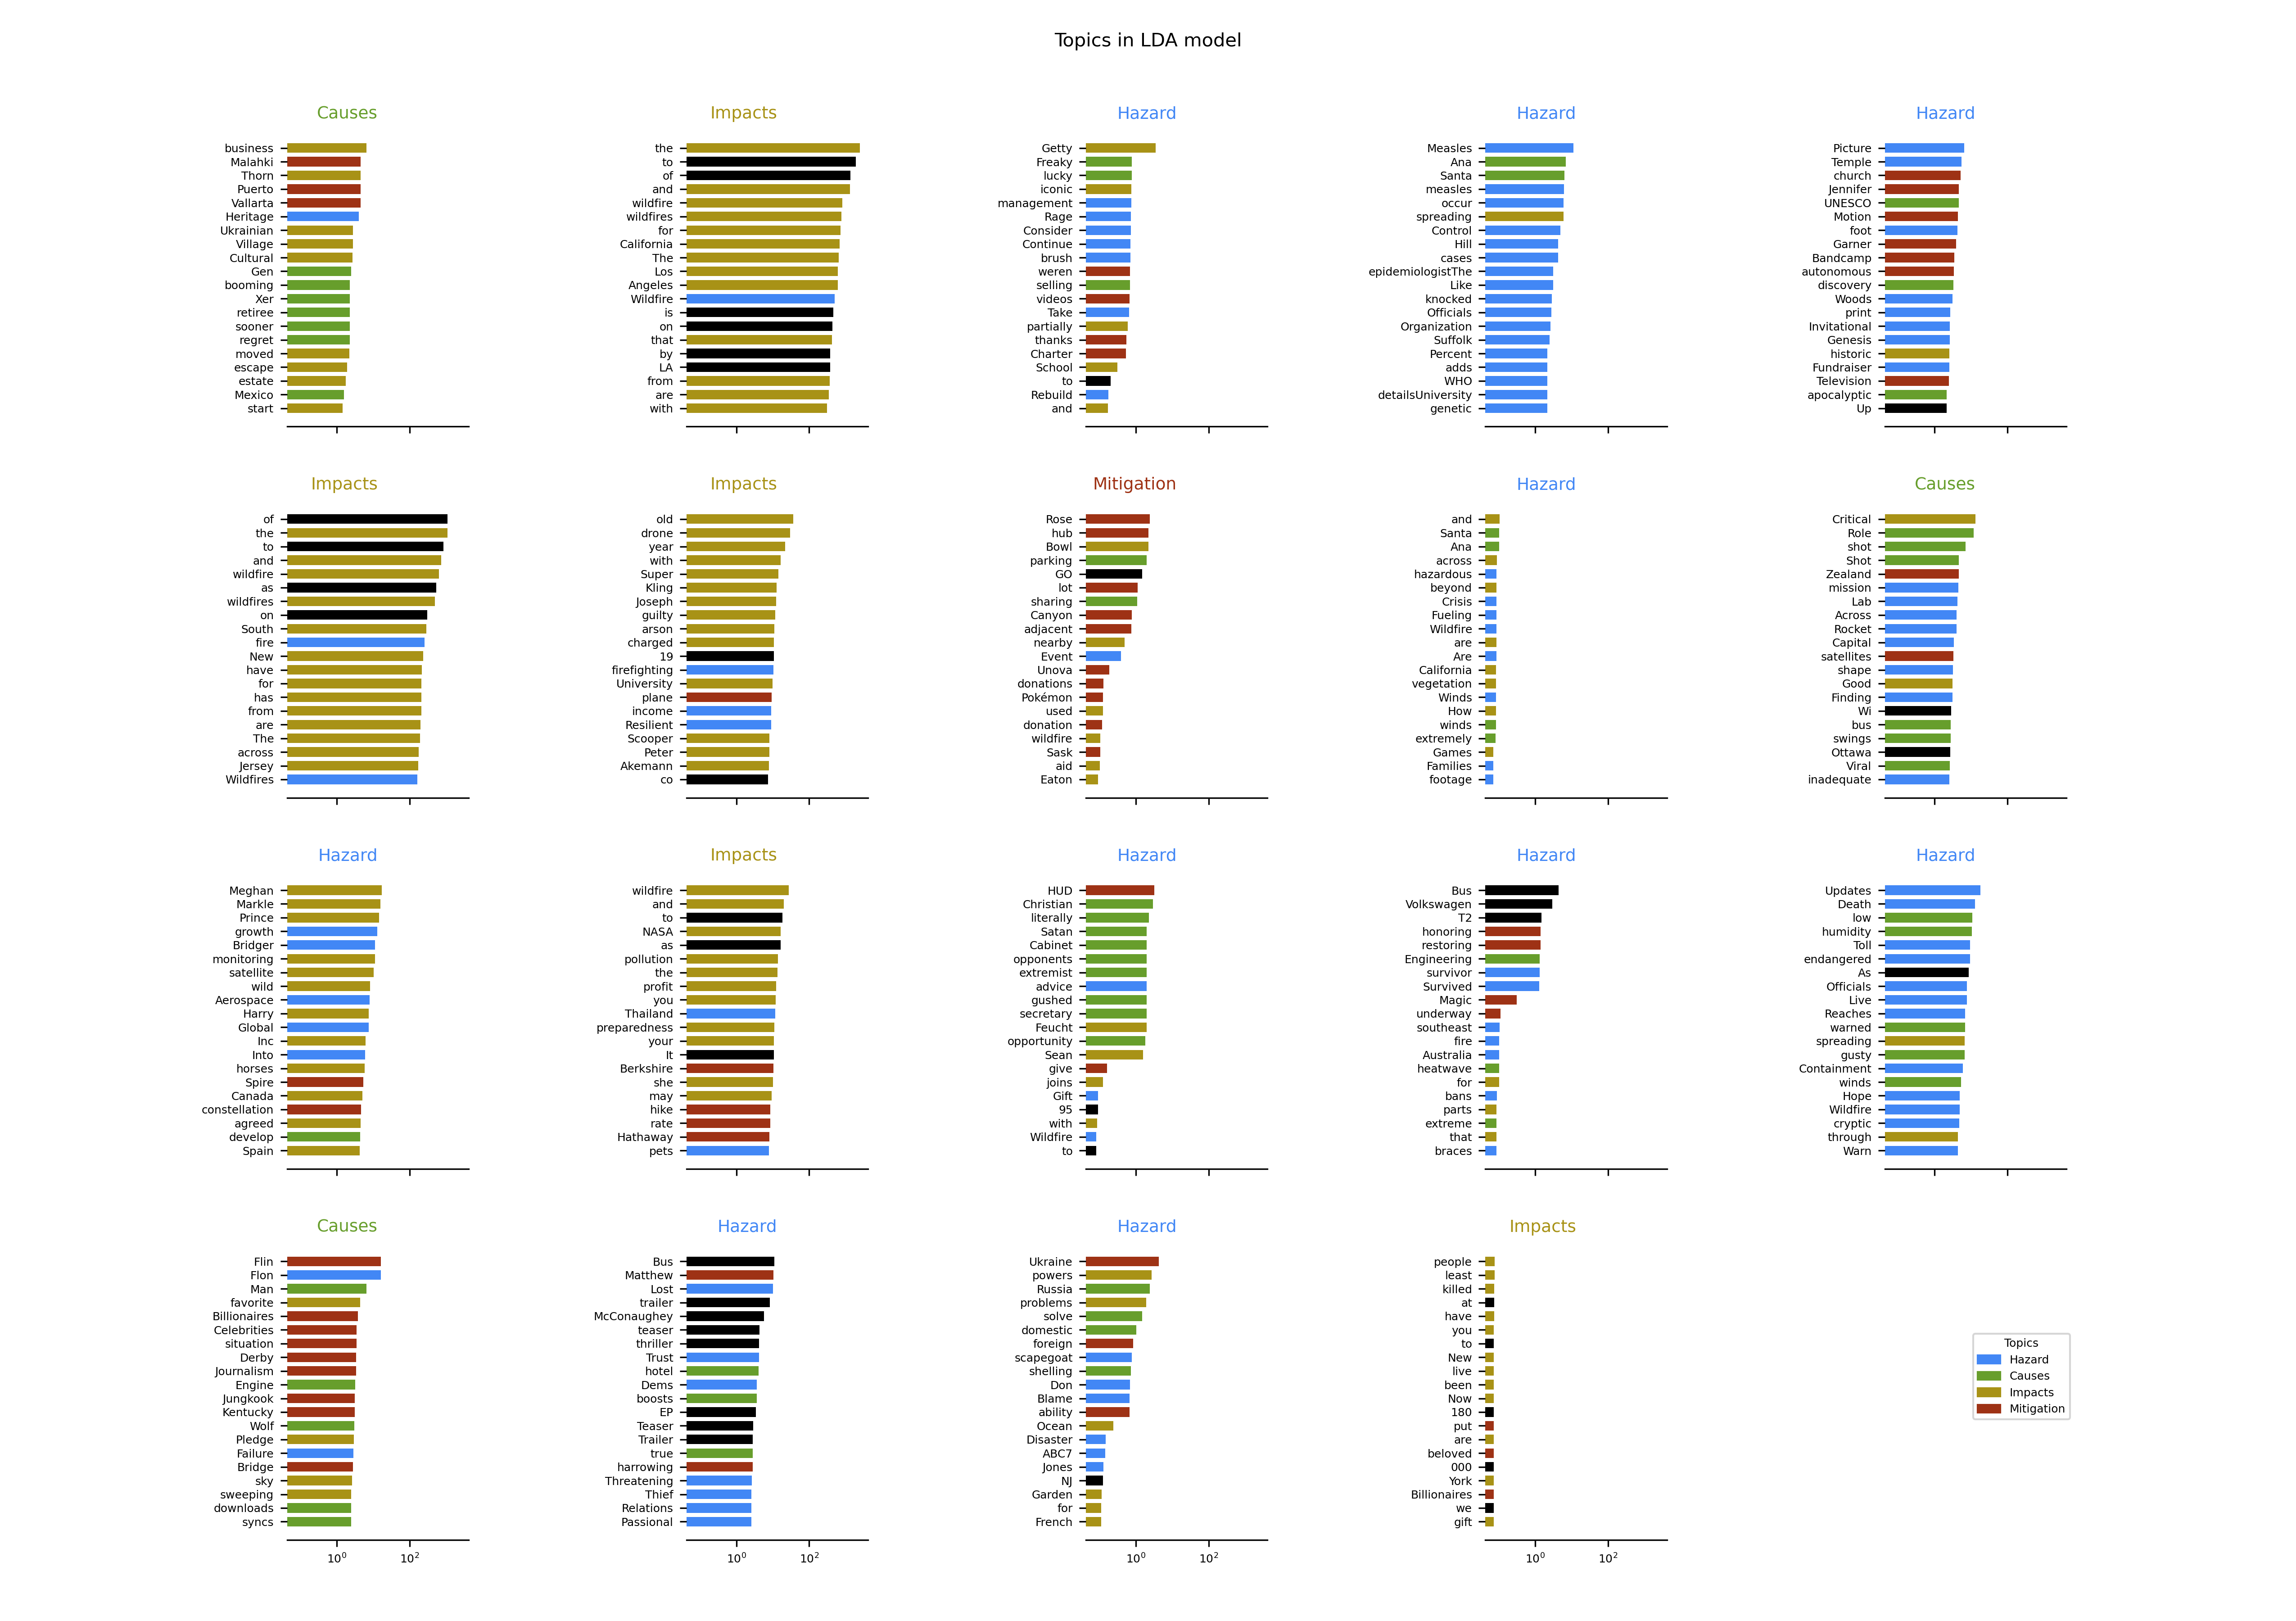 Topics in LDA model
Causes
business
Malahki
Thorn
Puerto
Vallarta
Heritage
Ukrainian
Village
Cultural
Gen
booming
Xer
retiree
sooner
regret
moved
escape
estate
Mexico
start
Impacts
the
to
of
and
wildfire
wildfires
for
California
The
Los
Angeles
Wildfire
is
on
that
by
LA
from
are
with
Hazard
Getty
Freaky
lucky
iconic
management
Rage
Consider
Continue
brush
weren
selling
videos
Take
partially
thanks
Charter
School
to
Rebuild
and
Hazard
Measles
Ana
Santa
measles
occur
spreading
Control
Hill
cases
epidemiologistThe
Like
knocked
Officials
Organization
Suffolk
Percent
adds
WHO
detailsUniversity
genetic
Hazard
Picture
Temple
church
Jennifer
UNESCO
Motion
foot
Garner
Bandcamp
autonomous
discovery
Woods
print
Invitational
Genesis
historic
Fundraiser
Television
apocalyptic
Up
Impacts
of
the
to
and
wildfire
as
wildfires
on
South
fire
New
have
for
has
from
are
The
across
Jersey
Wildfires
Impacts
old
drone
year
with
Super
Kling
Joseph
guilty
arson
charged
19
firefighting
University
plane
income
Resilient
Scooper
Peter
Akemann
co
Mitigation
Rose
hub
Bowl
parking
GO
lot
sharing
Canyon
adjacent
nearby
Event
Unova
donations
Pokémon
used
donation
wildfire
Sask
aid
Eaton
Hazard
and
Santa
Ana
across
hazardous
beyond
Crisis
Fueling
Wildfire
are
Are
California
vegetation
Winds
How
winds
extremely
Games
Families
footage
Causes
Critical
Role
shot
Shot
Zealand
mission
Lab
Across
Rocket
Capital
satellites
shape
Good
Finding
Wi
bus
swings
Ottawa
Viral
inadequate
Hazard
Meghan
Markle
Prince
growth
Bridger
monitoring
satellite
wild
Aerospace
Harry
Global
Inc
Into
horses
Spire
Canada
constellation
agreed
develop
Spain
Impacts
wildfire
and
to
NASA
as
pollution
the
profit
you
Thailand
preparedness
your
It
Berkshire
she
may
hike
rate
Hathaway
pets
Hazard
HUD
Christian
literally
Satan
Cabinet
opponents
extremist
advice
gushed
secretary
Feucht
opportunity
Sean
give
joins
Gift
95
with
Wildfire
to
Hazard
Bus
Volkswagen
T2
honoring
restoring
Engineering
survivor
Survived
Magic
underway
southeast
fire
Australia
heatwave
for
bans
parts
extreme
that
braces
Hazard
Updates
Death
low
humidity
Toll
endangered
As
Officials
Live
Reaches
warned
spreading
gusty
Containment
winds
Hope
Wildfire
cryptic
through
Warn
Causes
Flin
Flon
Man
favorite
Billionaires
Celebrities
situation
Derby
Journalism
Engine
Jungkook
Kentucky
Wolf
Pledge
Failure
Bridge
sky
sweeping
downloads
syncs
10⁰ 10²
Hazard
Bus
Matthew
Lost
trailer
McConaughey
teaser
thriller
Trust
hotel
Dems
boosts
EP
Teaser
Trailer
true
harrowing
Threatening
Thief
Relations
Passional
10⁰ 10²
Hazard
Ukraine
powers
Russia
problems
solve
domestic
foreign
scapegoat
shelling
Don
Blame
ability
Ocean
Disaster
ABC7
Jones
NJ
Garden
for
French
10⁰ 10²
Impacts
people
least
killed
at
have
you
to
New
live
been
Now
180
put
are
beloved
000
York
Billionaires
we
gift
10⁰ 10²
Topics
Hazard
Causes
Impacts
Mitigation